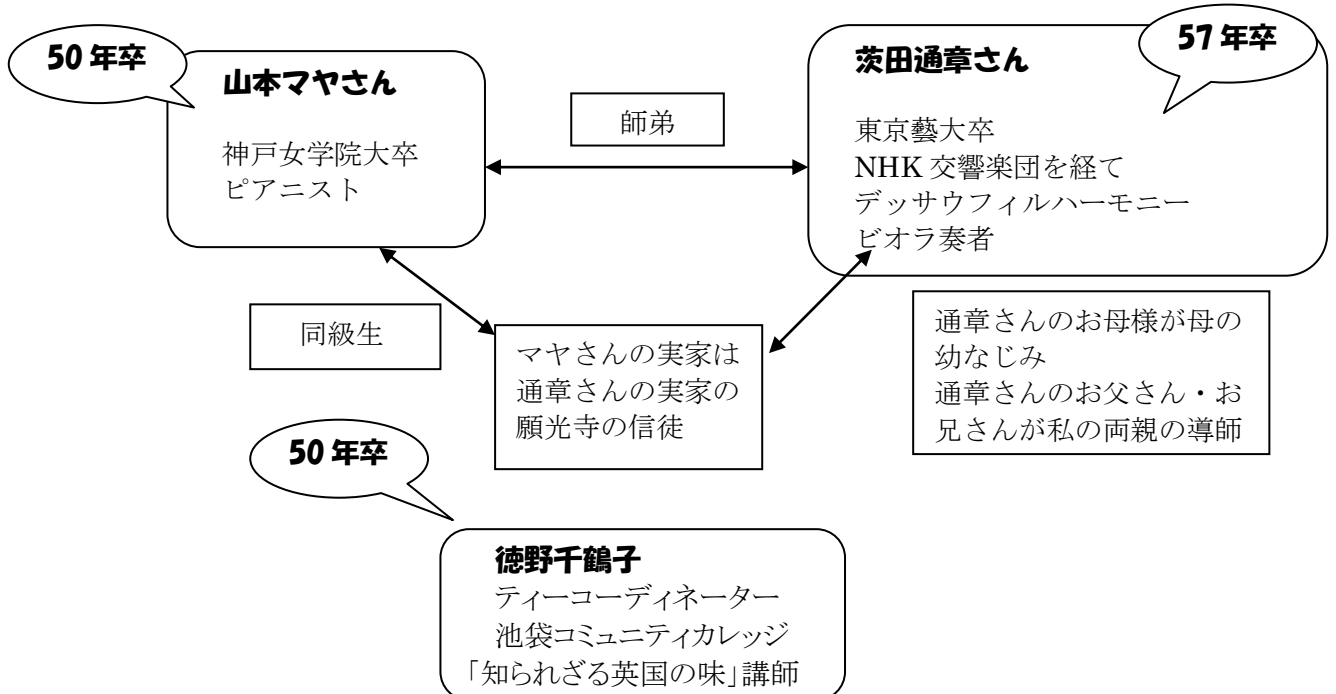 50年卒
山本マヤさん
神戸女学院大卒
ピアニスト
師弟
57年卒
茨田通章さん
東京藝大卒
NHK交響楽団を経て
デッサウフィルハーモニー
ビオラ奏者
同級生
マヤさんの実家は
通章さんの実家の
願光寺の信徒
通章さんのお母様が母の
幼なじみ
通章さんのお父さん・お
兄さんが私の両親の導師
50年卒
徳野千鶴子
ティーコーディネーター
池袋コミュニティカレッジ
「知られざる英国の味」講師